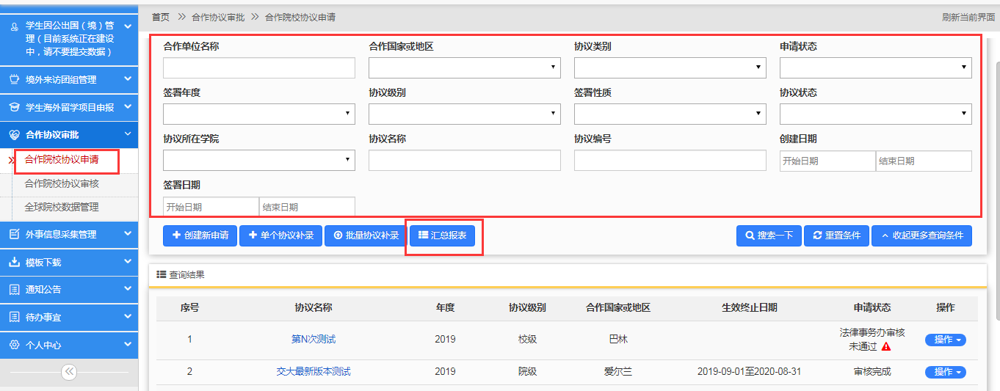 首页
合作协议审批
合作院校协议申请
刷新当前界面
学生因公出国（境）管
理（目前系统正在建设
中，请不要提交数据）
境外来访团组管理
学生海外留学项目申报
合作协议审批
合作院校协议申请
合作院校协议审核
全球院校数据管理
外事信息采集管理
模板下载
通知公告
待办事宜
个人中心
合作单位名称
合作国家或地区
协议类别
申请状态
签署年度
协议级别
签署性质
协议状态
协议所在学院
协议名称
协议编号
创建日期
开始日期
结束日期
签署日期
开始日期
结束日期
创建新申请
单个协议补录
批量协议补录
汇总报表
搜索一下
重置条件
收起更多查询条件
查询结果
序号 协议名称 年度 协议级别 合作国家或地区 生效终止日期 申请状态 操作
1 第N次测试 2019 校级 巴林 法律事务办审核
未通过 操作
2 交大最新版本测试 2019 院级 爱尔兰 2019-09-01至2020-08-31 审核完成 操作